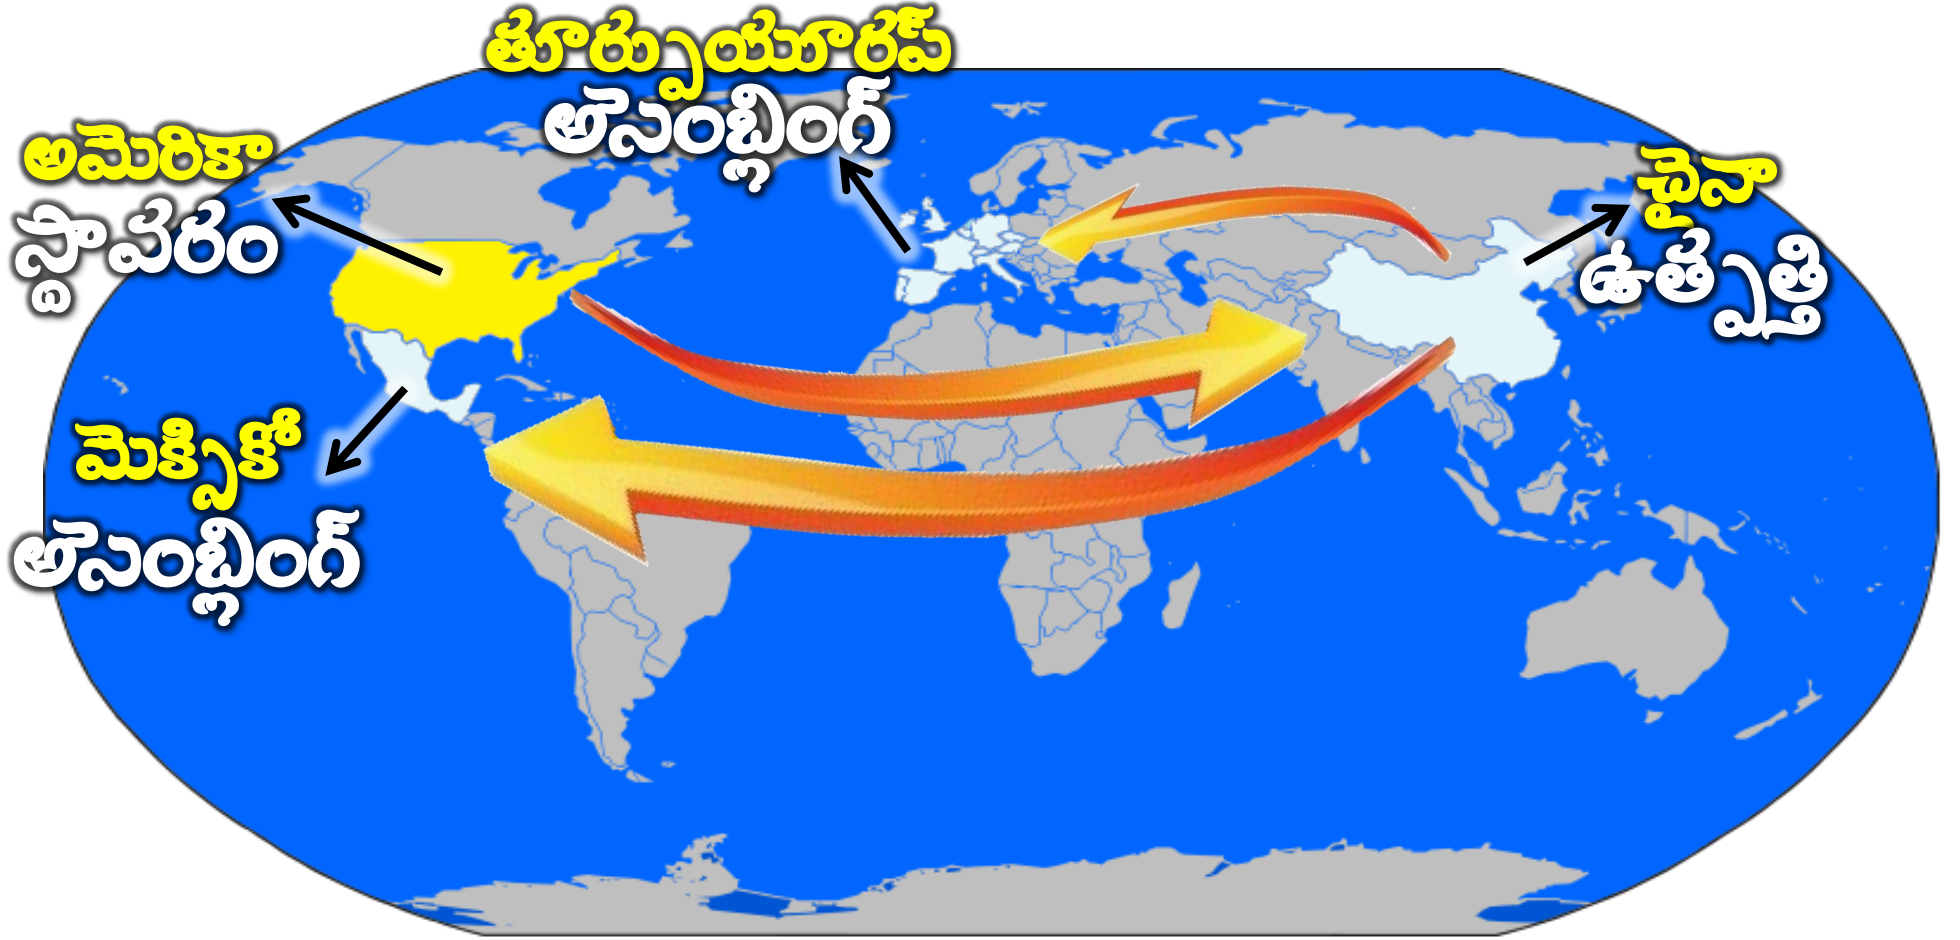 తూర్పుయూరప్
అసెంబ్లింగ్
అమెరికా
స్థావరం
చైనా
ఉత్పత్తి
మెక్సికో
అసెంబ్లింగ్